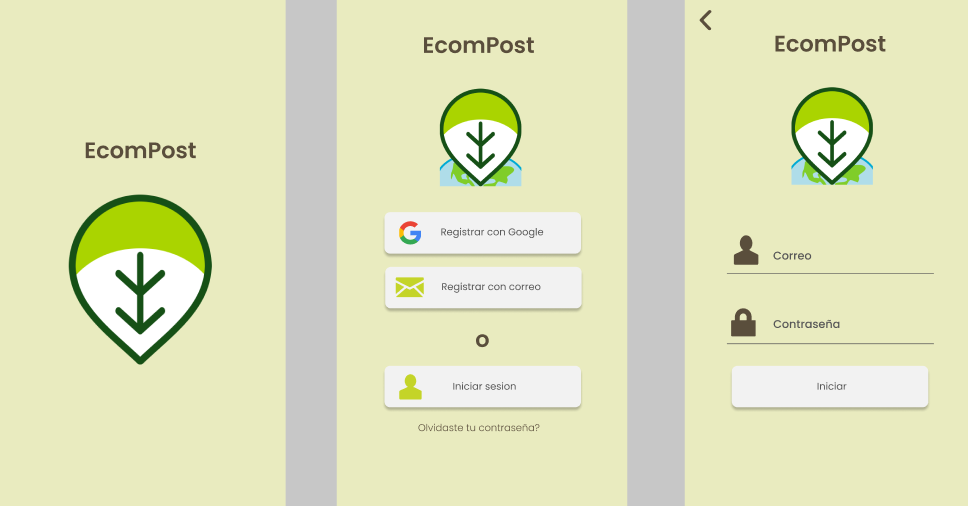 EcomPost
EcomPost
Registrar con Google
Registrar con correo
O
Iniciar sesion
Olvidaste tu contraseña?
EcomPost
Correo
Contraseña
Iniciar